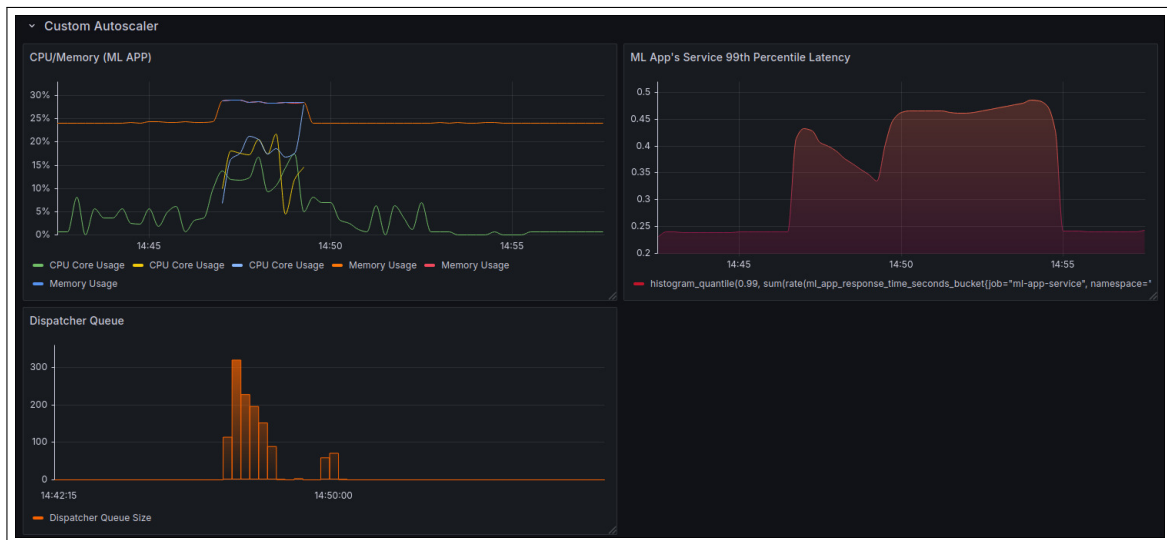 Custom Autoscaler
CPU/Memory (ML APP)
30%
25%
20%
15%
10%
5%
0%
14:45
14:50
14:55
CPU Core Usage
CPU Core Usage
CPU Core Usage
Memory Usage
Memory Usage
Memory Usage
ML App's Service 99th Percentile Latency
0.5
0.45
0.4
0.35
0.3
0.25
0.2
14:45
14:50
14:55
histogram_quantile(0.99, sum(rate(ml_app_response_time_seconds_bucket{job="ml-app-service", namespace="
Dispatcher Queue
300
200
100
0
14:42:15
14:50:00
Dispatcher Queue Size